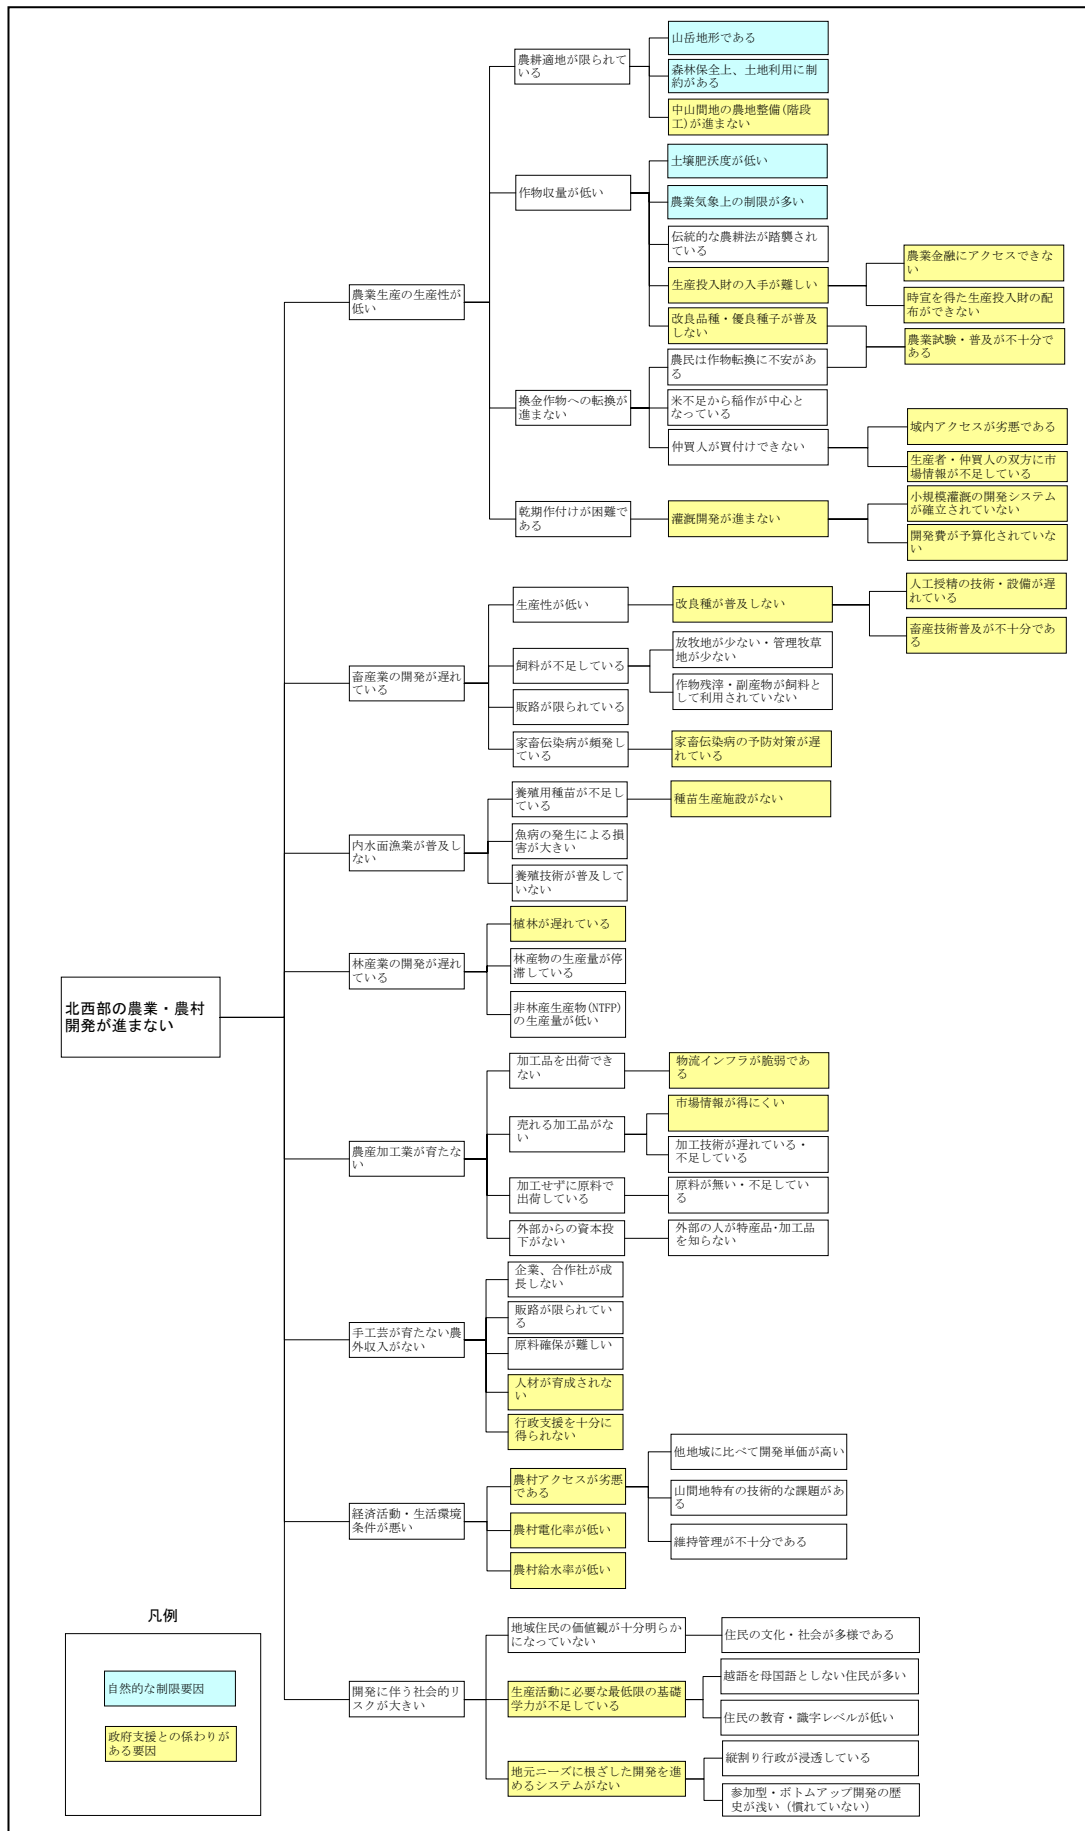 山岳地形である
農耕適地が限られて
いる
森林保全上、土地利用に制
約がある
中山間地の農地整備(階段
工)が進まない
土壌肥沃度が低い
作物収量が低い
農業気象上の制限が多い
伝統的な農耕法が踏襲され
ている
生産投入財の入手が難しい
農業金融にアクセスできな
い
時宜を得た生産投入財の配
布ができない
農業生産の生産性が
低い
改良品種・優良種子が普及
しない
農業試験・普及が不十分で
ある
農民は作物転換に不安があ
る
換金作物への転換が
進まない
米不足から稲作が中心と
なっている
仲買人が買付けできない
域内アクセスが劣悪である
生産者・仲買人の双方に市
場情報が不足している
乾期作付けが困難で
ある
灌漑開発が進まない
小規模灌漑の開発システム
が確立されていない
開発費が予算化されていな
い
生産性が低い
改良種が普及しない
人工授精の技術・設備が遅
れている
畜産技術普及が不十分であ
る
畜産業の開発が遅れ
ている
飼料が不足している
放牧地が少ない・管理牧草
地が少ない
作物残滓・副産物が飼料と
して利用されていない
販路が限られている
家畜伝染病が頻発し
ている
家畜伝染病の予防対策が遅
れている
養殖用種苗が不足し
ている
種苗生産施設がない
内水面漁業が普及し
ない
魚病の発生による損
害が大きい
養殖技術が普及して
いない
植林が遅れている
林産業の開発が遅れ
ている
林産物の生産量が停
滞している
非林産生産物(NTFP)
の生産量が低い
北西部の農業・農村
開発が進まない
加工品を出荷でき
ない
物流インフラが脆弱であ
る
農産加工業が育たな
い
売れる加工品がな
い
市場情報が得にくい
加工技術が遅れている・
不足している
加工せずに原料で
出荷している
原料が無い・不足してい
る
外部からの資本投
下がない
外部の人が特産品・加工品
を知らない
企業、合作社が成
長しない
手工芸が育たない農
外収入がない
販路が限られてい
る
原料確保が難しい
人材が育成されな
い
行政支援を十分に
得られない
経済活動・生活環境
条件が悪い
農村アクセスが劣悪
である
他地域に比べて開発単価が高い
山間地特有の技術的な課題があ
る
維持管理が不十分である
農村電化率が低い
農村給水率が低い
開発に伴う社会的リ
スクが大きい
地域住民の価値観が十分明らか
になっていない
住民の文化・社会が多様である
生産活動に必要な最低限の基礎
学力が不足している
越語を母国語としない住民が多い
住民の教育・識字レベルが低い
地元ニーズに根ざした開発を進
めるシステムがない
縦割り行政が浸透している
参加型・ボトムアップ開発の歴
史が浅い（慣れていない）
凡例
自然的な制限要因
政府支援との係わりが
ある要因